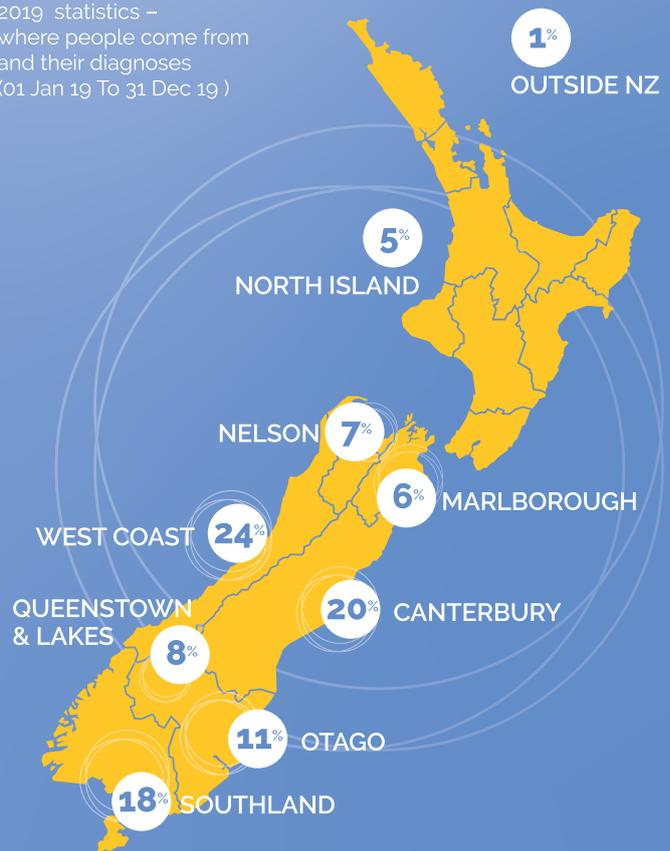 2019 statistics –
where people come from
and their diagnoses
(01 Jan 19 To 31 Dec 19 )
1%
OUTSIDE NZ
5%
NORTH ISLAND
NELSON 7%
6% MARLBOROUGH
WEST COAST 24%
QUEENSTOWN
& LAKES
8%
20% CANTERBURY
11% OTAGO
18% SOUTHLAND